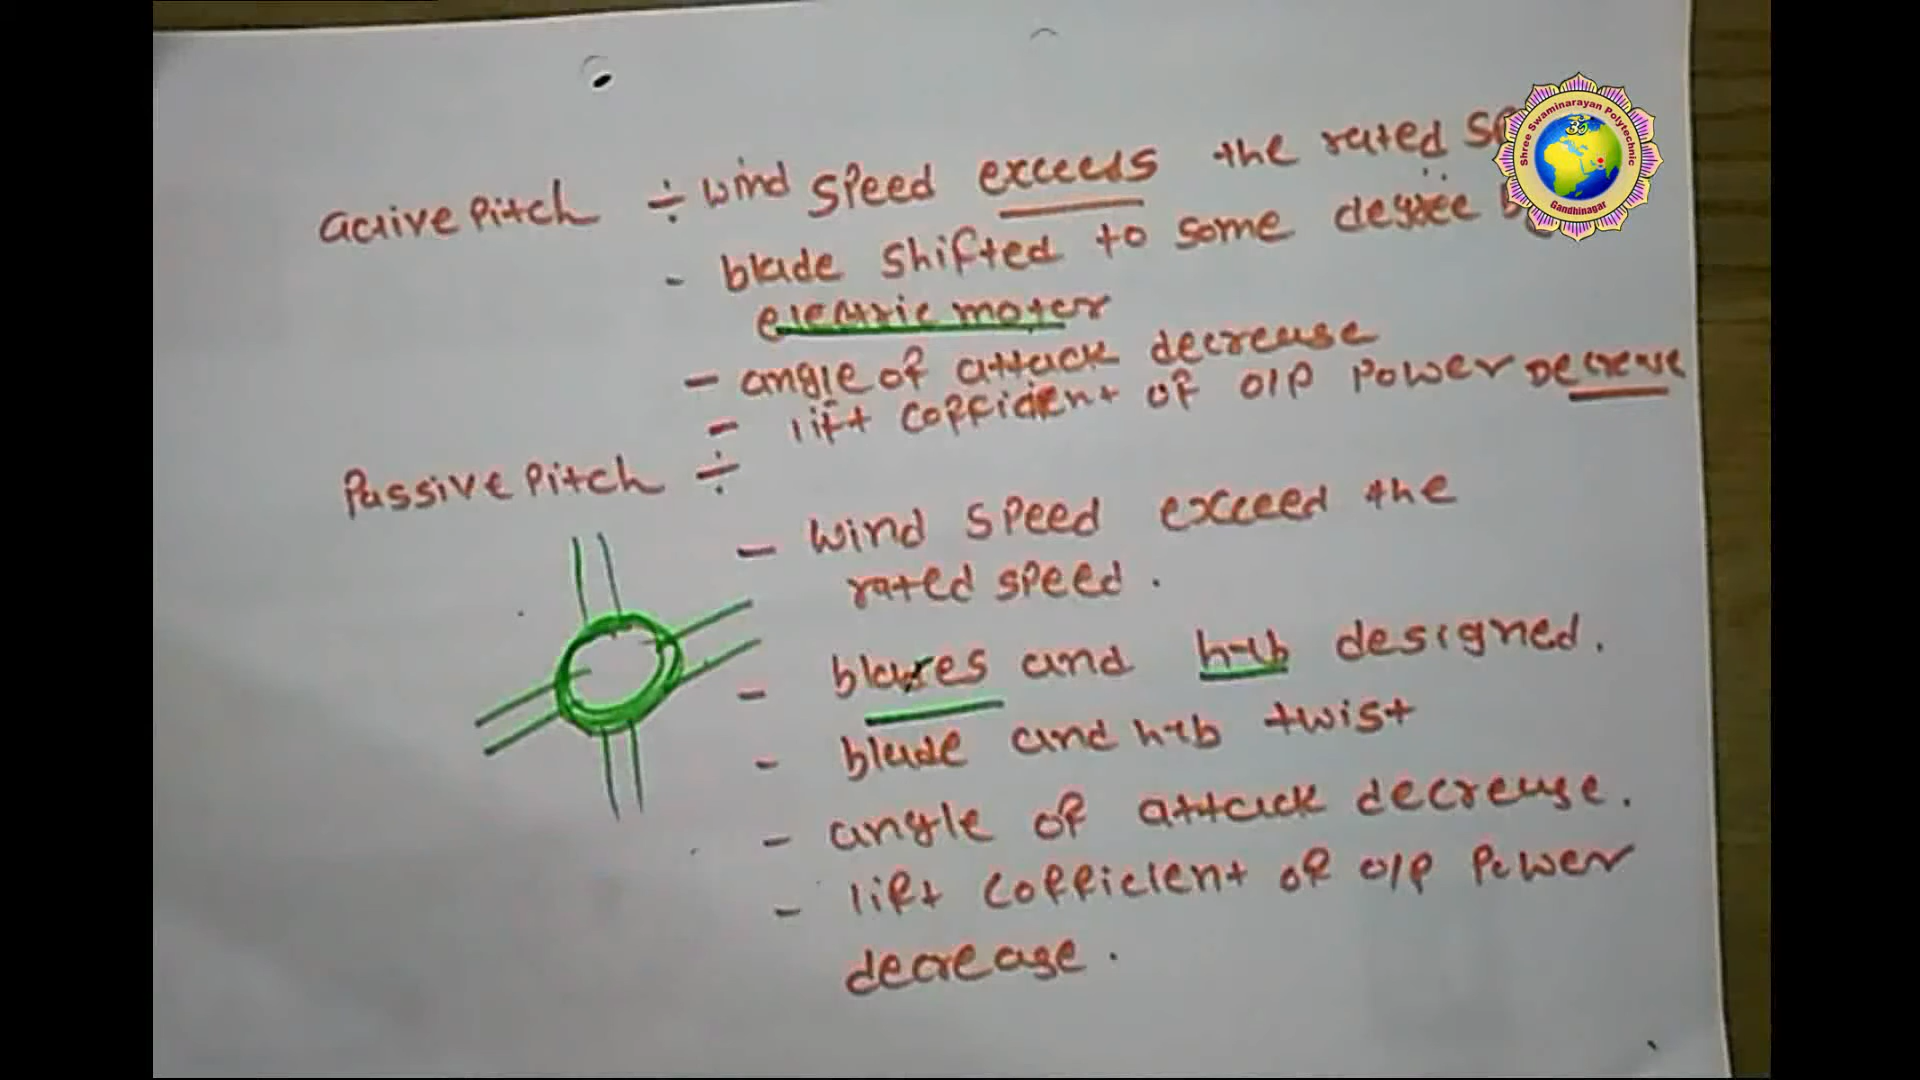 Shree Swaminarayan Polytechnic
Gandhinagar
Active Pitch ÷ wind speed exceeds the rated
- blade shifted to some degree
electric motor
- angle of attack decrease
- lift cofficient of o/p power Decrease
Passive Pitch ÷
- wind speed exceed the
rated speed.
- blades and hub designed.
- blade and hub twist
- angle of attack decrease.
- lift cofficient of o/p power
decrease.